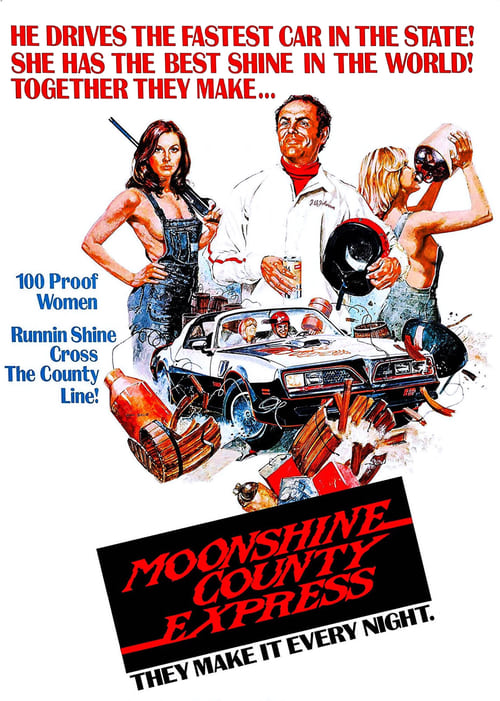 HE DRIVES THE FASTEST CAR IN THE STATE!
SHE HAS THE BEST SHINE IN THE WORLD!
TOGETHER THEY MAKE...
100 Proof
Women
Runnin Shine
Cross
The County
Line!
MOONSHINE
COUNTY
EXPRESS
THEY MAKE IT EVERY NIGHT.